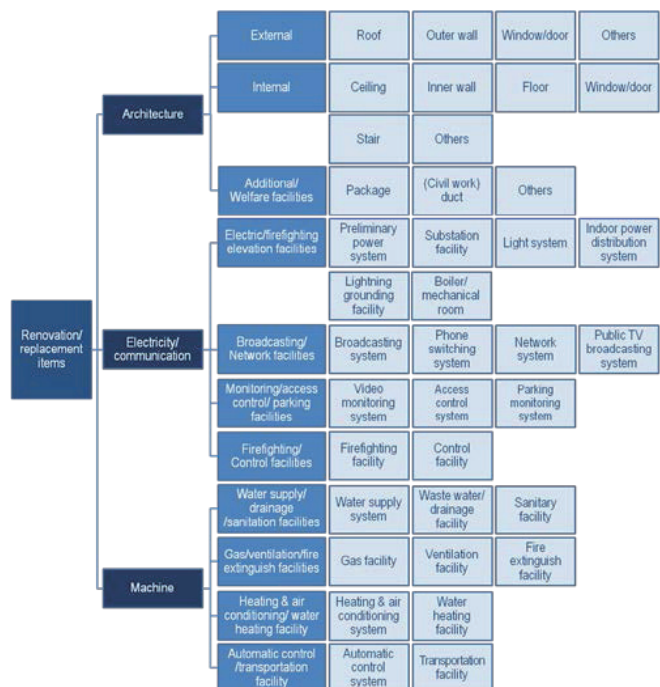 External
Roof
Outer wall
Window/door
Others
Internal
Ceiling
Inner wall
Floor
Window/door
Architecture
Stair
Others
Additional/
Welfare facilities
Package
(Civil work)
duct
Others
Electric/firefighting
elevation facilities
Preliminary
power
system
Substation
facility
Light system
Indoor power
distribution
system
Lightning
grounding
facility
Boiler/
mechanical
room
Renovation/
replacement
items
Electricity/
communication
Broadcasting/
Network facilities
Broadcasting
system
Phone
switching
system
Network
system
Public TV
broadcasting
system
Monitoring/access
control/ parking
facilities
Video
monitoring
system
Access
control
system
Parking
monitoring
system
Firefighting/
Control facilities
Firefighting
facility
Control
facility
Water supply/
drainage
/sanitation facilities
Water supply
system
Waste water/
drainage
facility
Sanitary
facility
Gas/ventilation/fire
extinguish facilities
Gas facility
Ventilation
facility
Fire
extinguish
facility
Machine
Heating & air
conditioning/ water
heating facility
Heating & air
conditioning
system
Water
heating
facility
Automatic control
/transportation
facility
Automatic
control
system
Transportation
facility